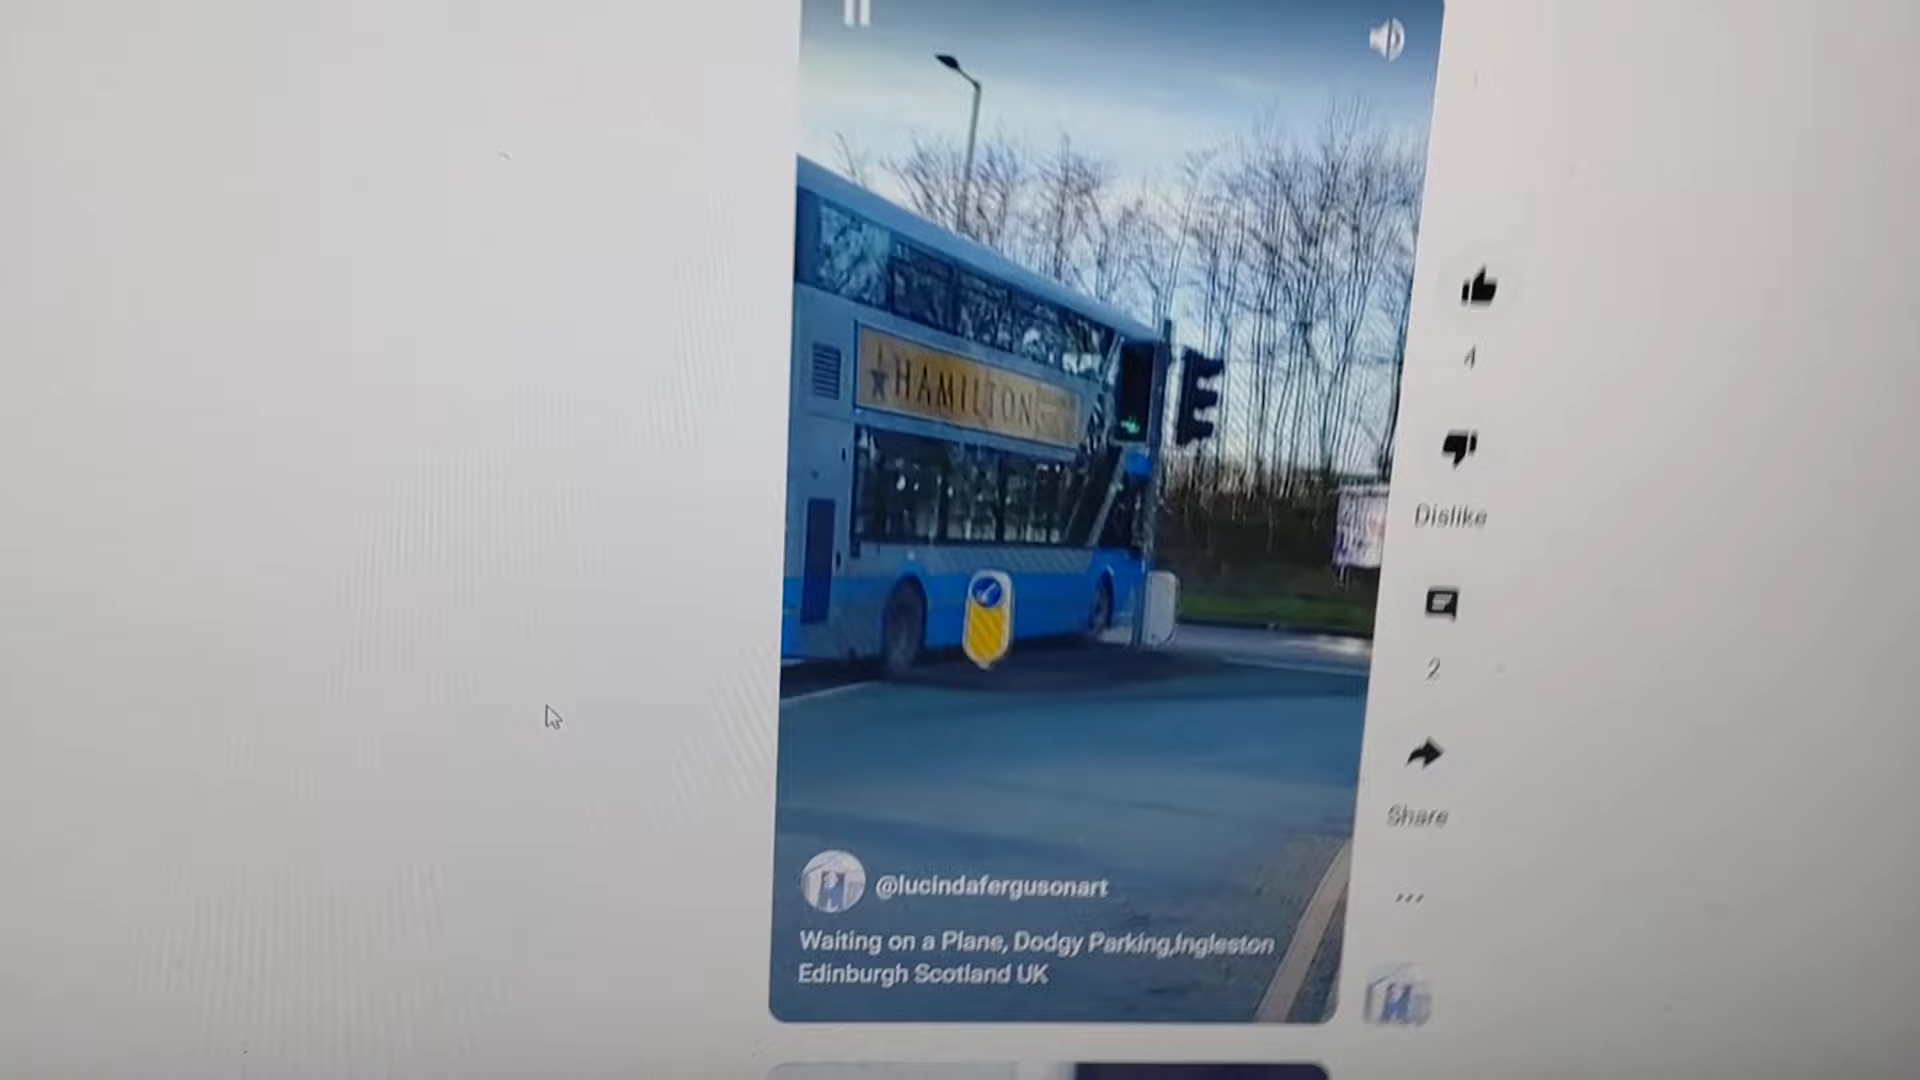 HAMILTON
4
Dislike
2
Share
@lucindafergusonart
Waiting on a Plane, Dodgy Parking,Ingleston
Edinburgh Scotland UK